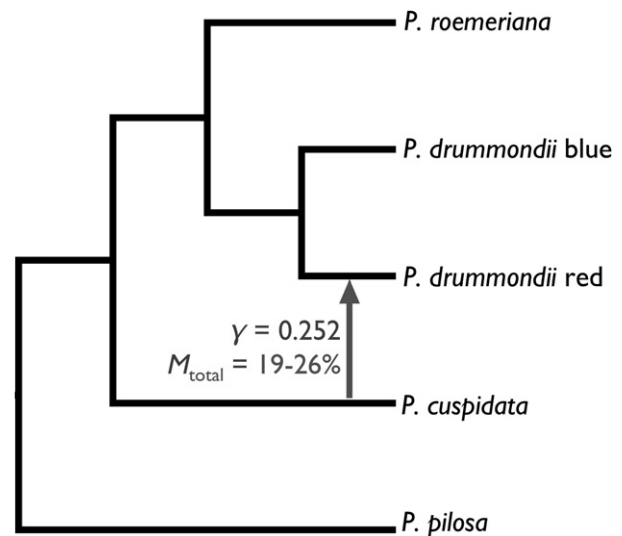 P. roemeriana
P. drummondii blue
P. drummondii red
γ = 0.252
Mtotal = 19-26%
P. cuspidata
P. pilosa